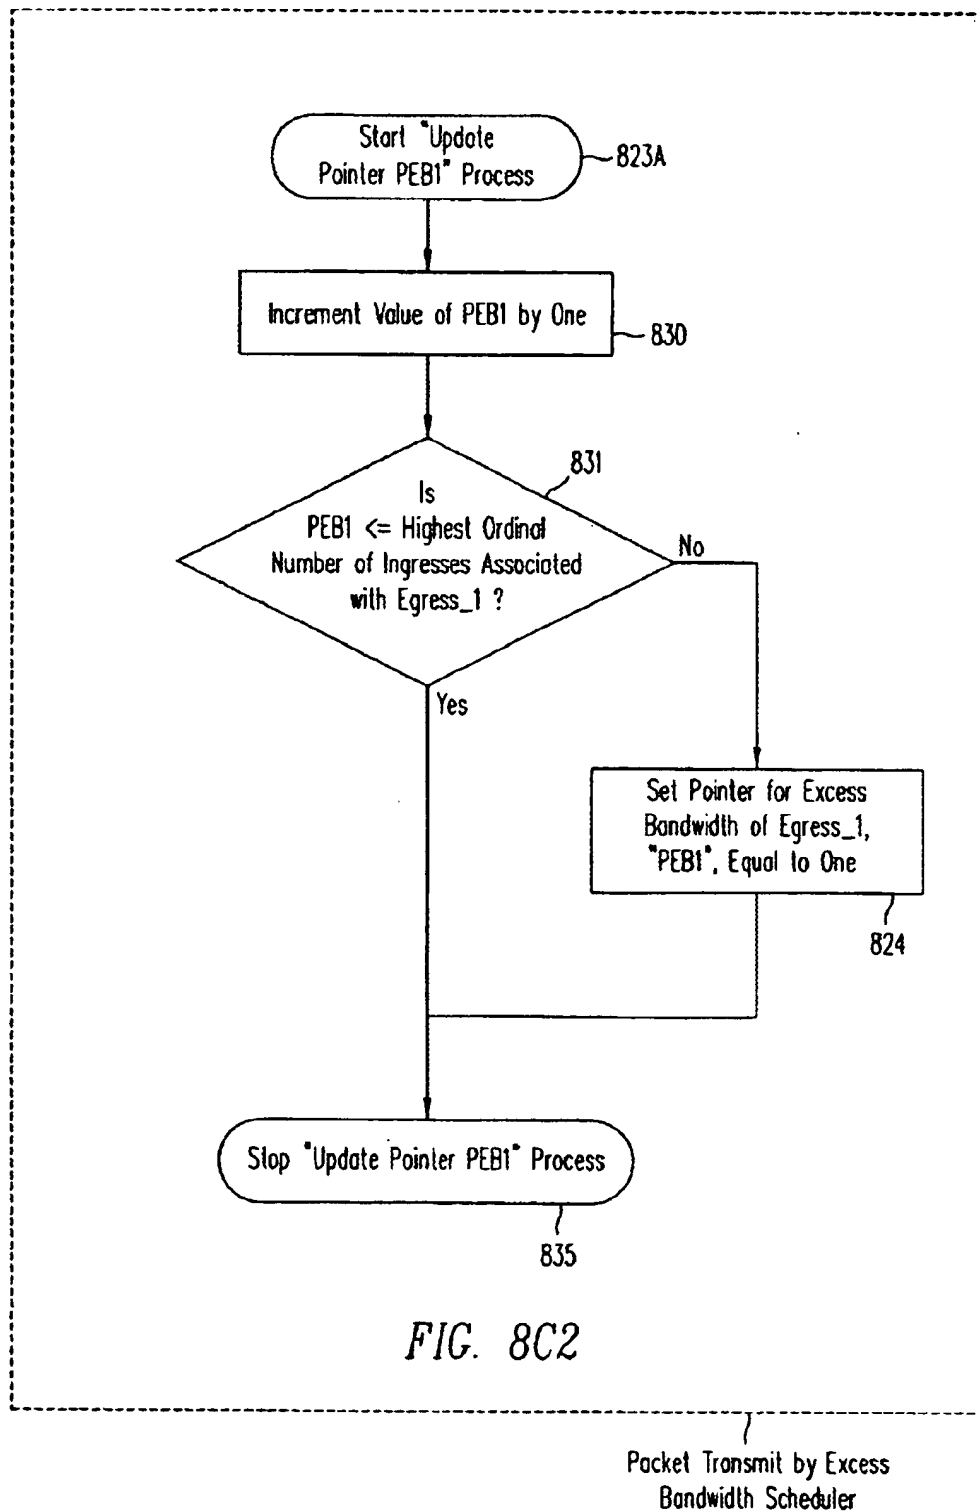 Start "Update
Pointer PEB1" Process
823A
Increment Value of PEB1 by One
830
831
Is
PEB1 <= Highest Ordinal
Number of Ingresses Associated
with Egress_1 ?
No
Yes
Set Pointer for Excess
Bandwidth of Egress_1,
"PEB1", Equal to One
824
Stop "Update Pointer PEB1" Process
835
FIG. 8C2
Packet Transmit by Excess
Bandwidth Scheduler